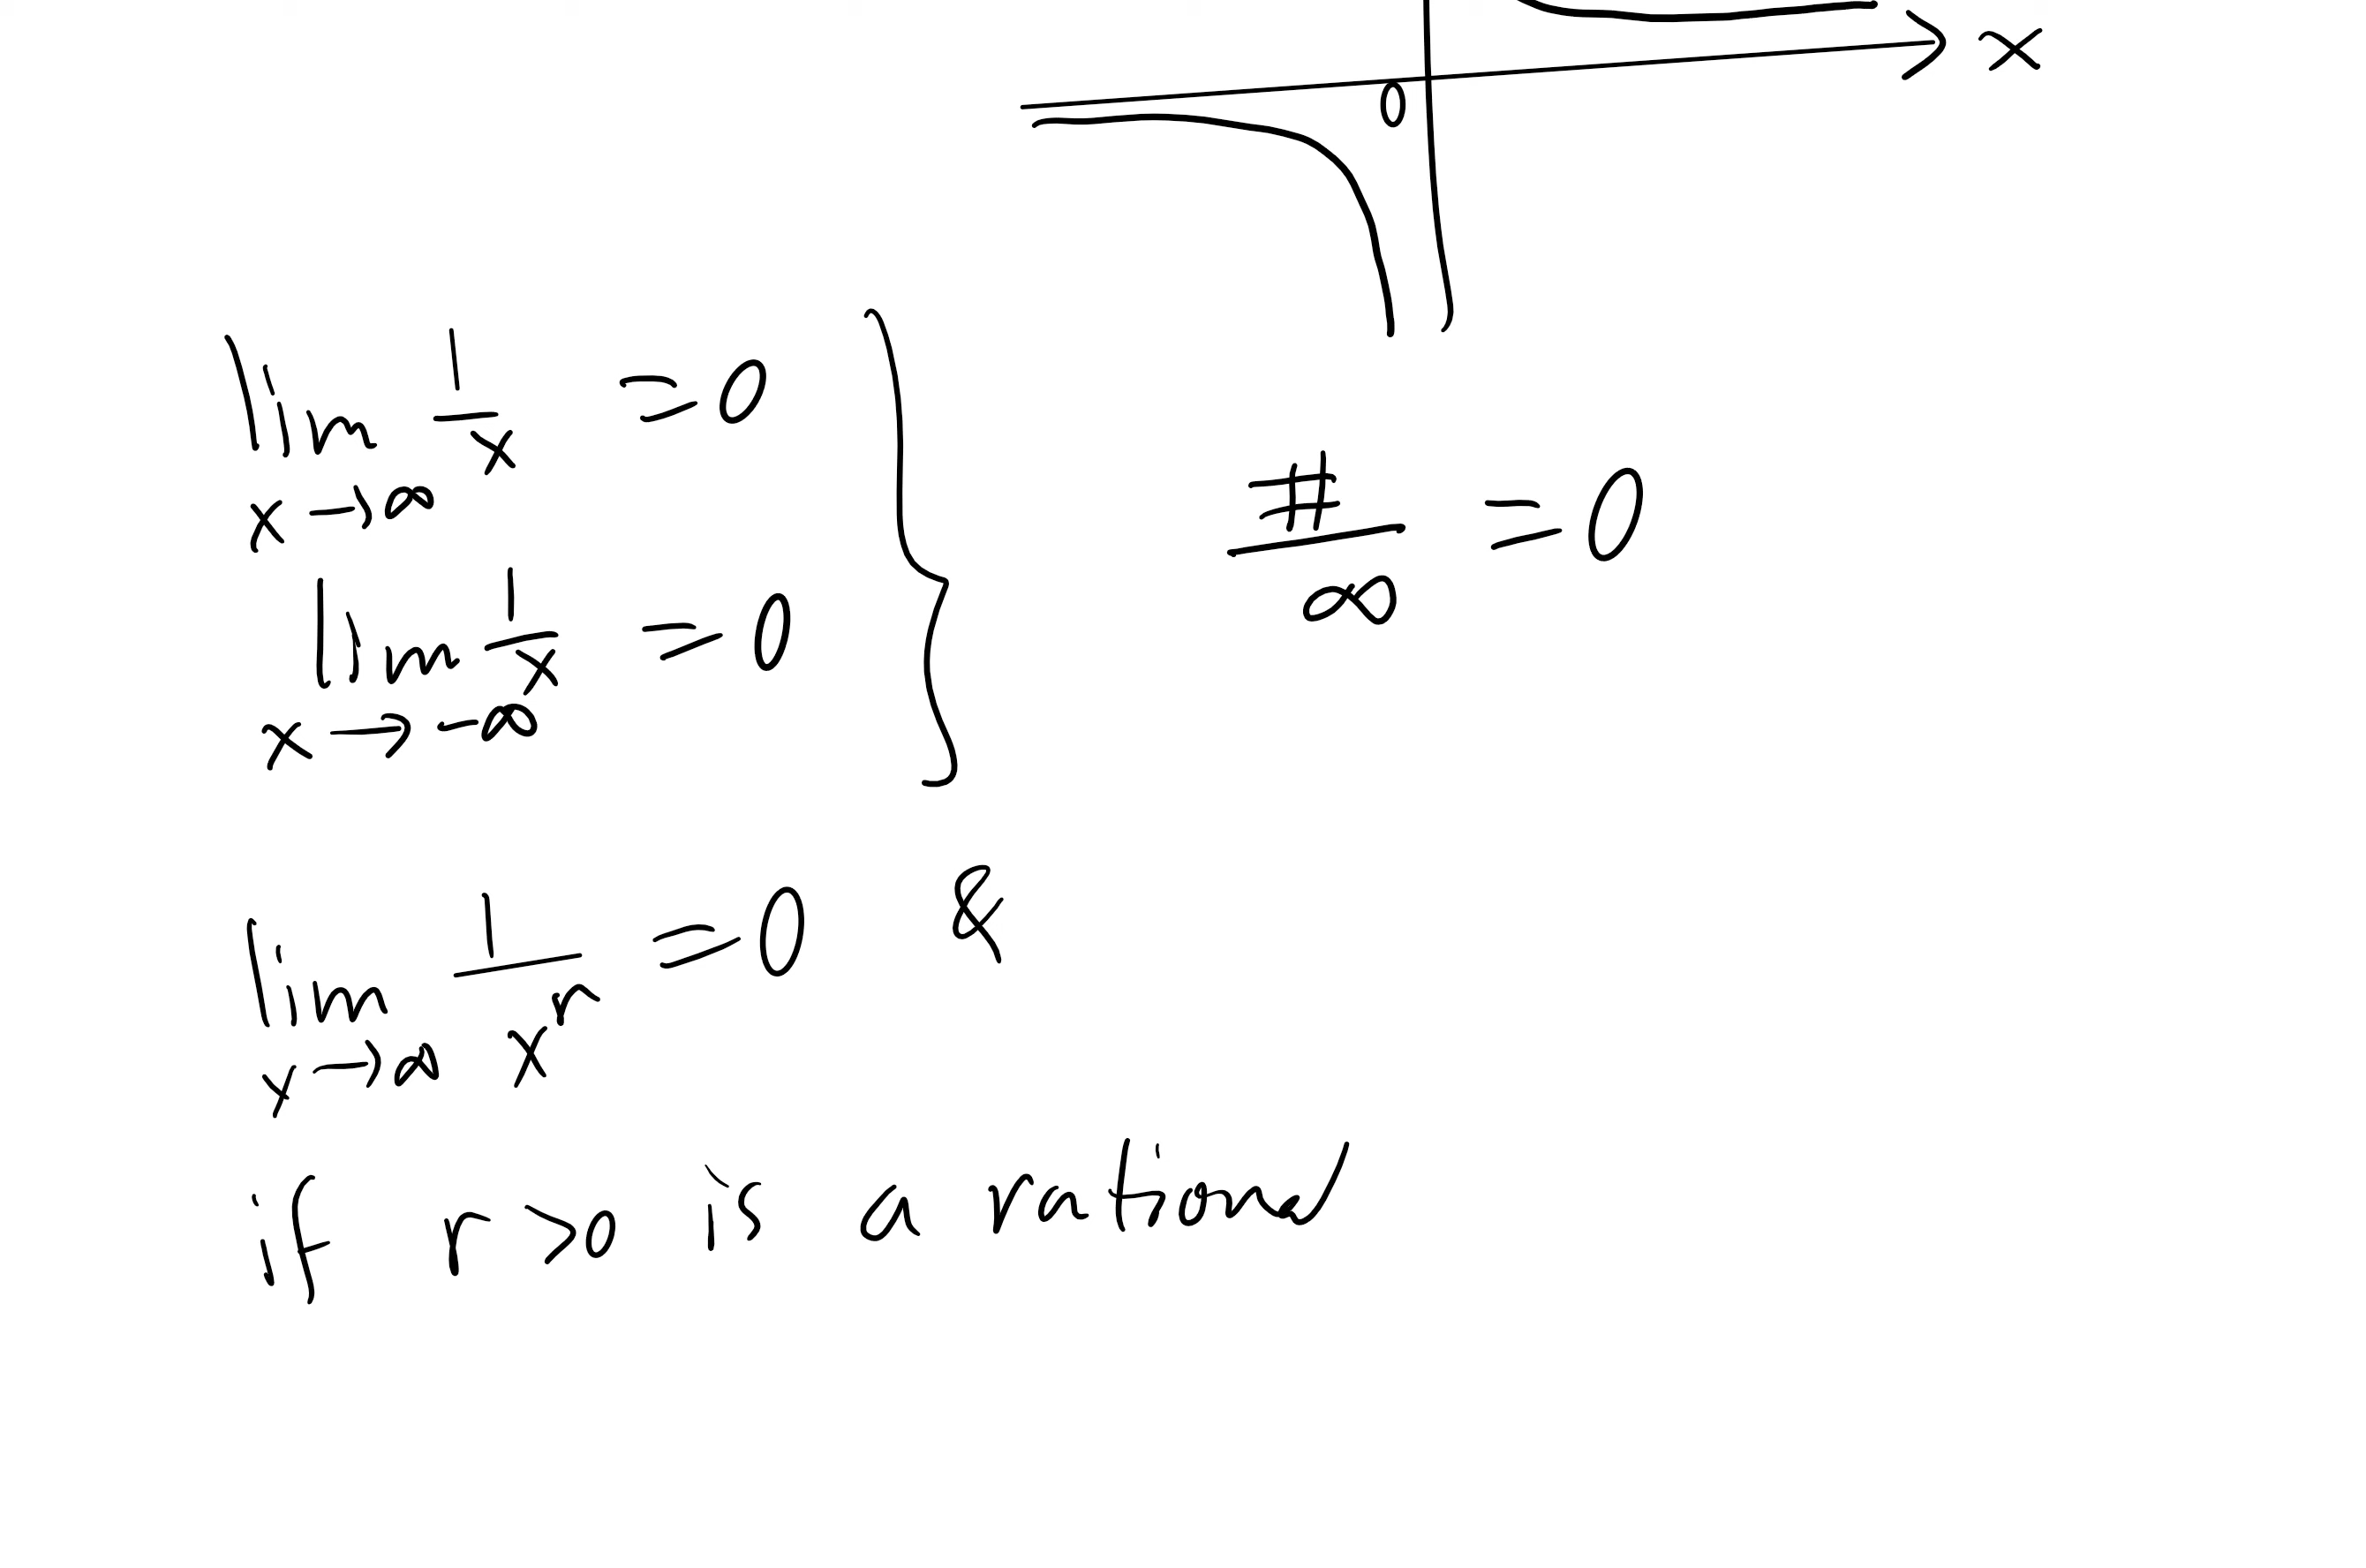 x
0
lim 1/x = 0
x→∞
#/∞ = 0
lim 1/x = 0
x→ -∞
lim 1/x^r = 0 &
x→∞
if r>0 is a rational